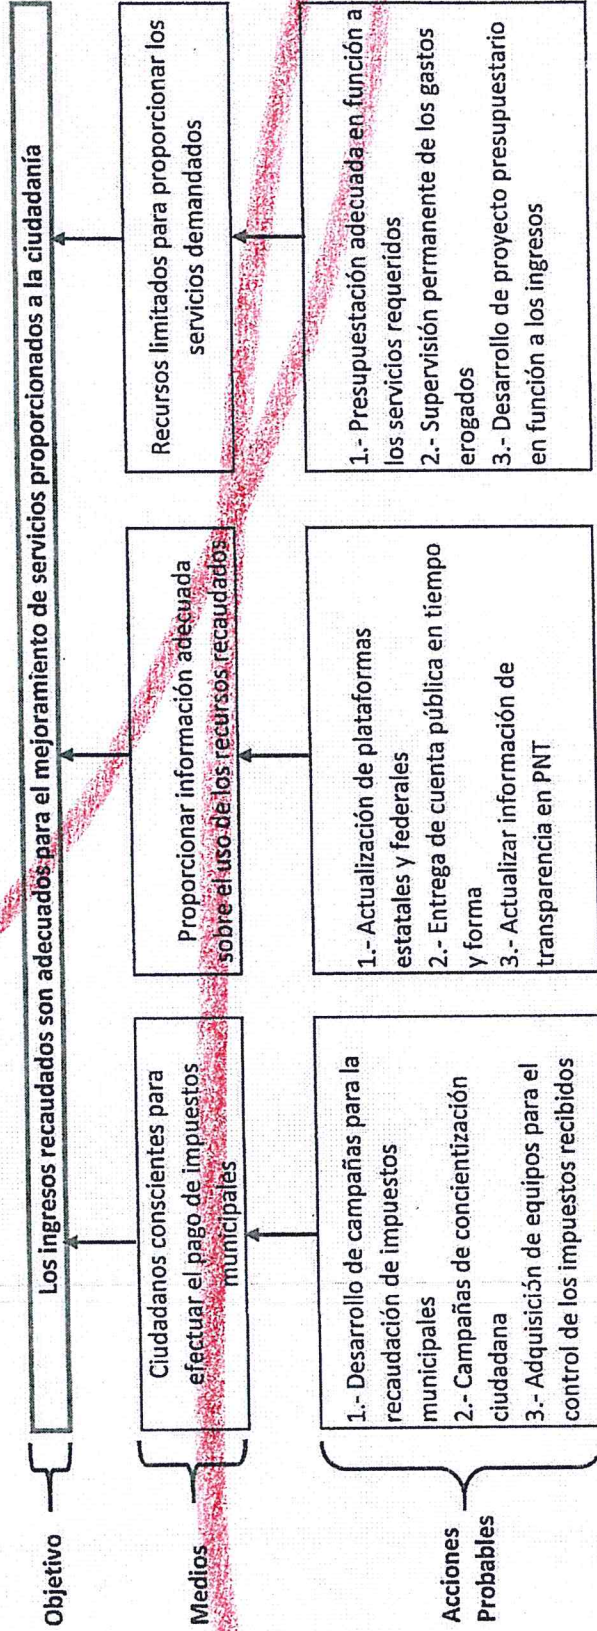 Objetivo
Los ingresos recaudados son adecuados para el mejoramiento de servicios proporcionados a la ciudadanía
Medios
Ciudadanos conscientes para
efectuar el pago de impuestos
municipales
Proporcionar información adecuada
sobre el uso de los recursos recaudados
Recursos limitados para proporcionar los
servicios demandados
Acciones
Probables
1.- Desarrollo de campañas para la
recaudación de impuestos
municipales
2.- Campañas de concientización
ciudadana
3.- Adquisición de equipos para el
control de los impuestos recibidos
1.- Actualización de plataformas
estatales y federales
2.- Entrega de cuenta pública en tiempo
y forma
3.- Actualizar información de
transparencia en PNT
1.- Presupuestación adecuada en función a
los servicios requeridos
2.- Supervisión permanente de los gastos
erogados
3.- Desarrollo de proyecto presupuestario
en función a los ingresos